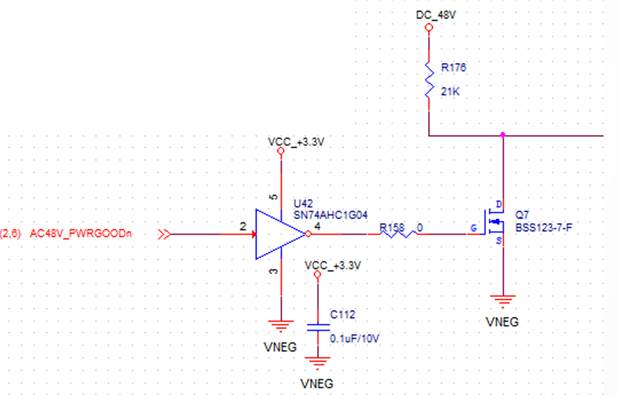 DC_48V
R176
21K
VCC_+3.3V
5
U42
SN74AHC1G04
(2,6) AC48V_PWRGOODn
2
4
R158 0
G
D
S
Q7
BSS123-7-F
3
VCC_+3.3V
C112
0.1uF/10V
VNEG
VNEG
VNEG